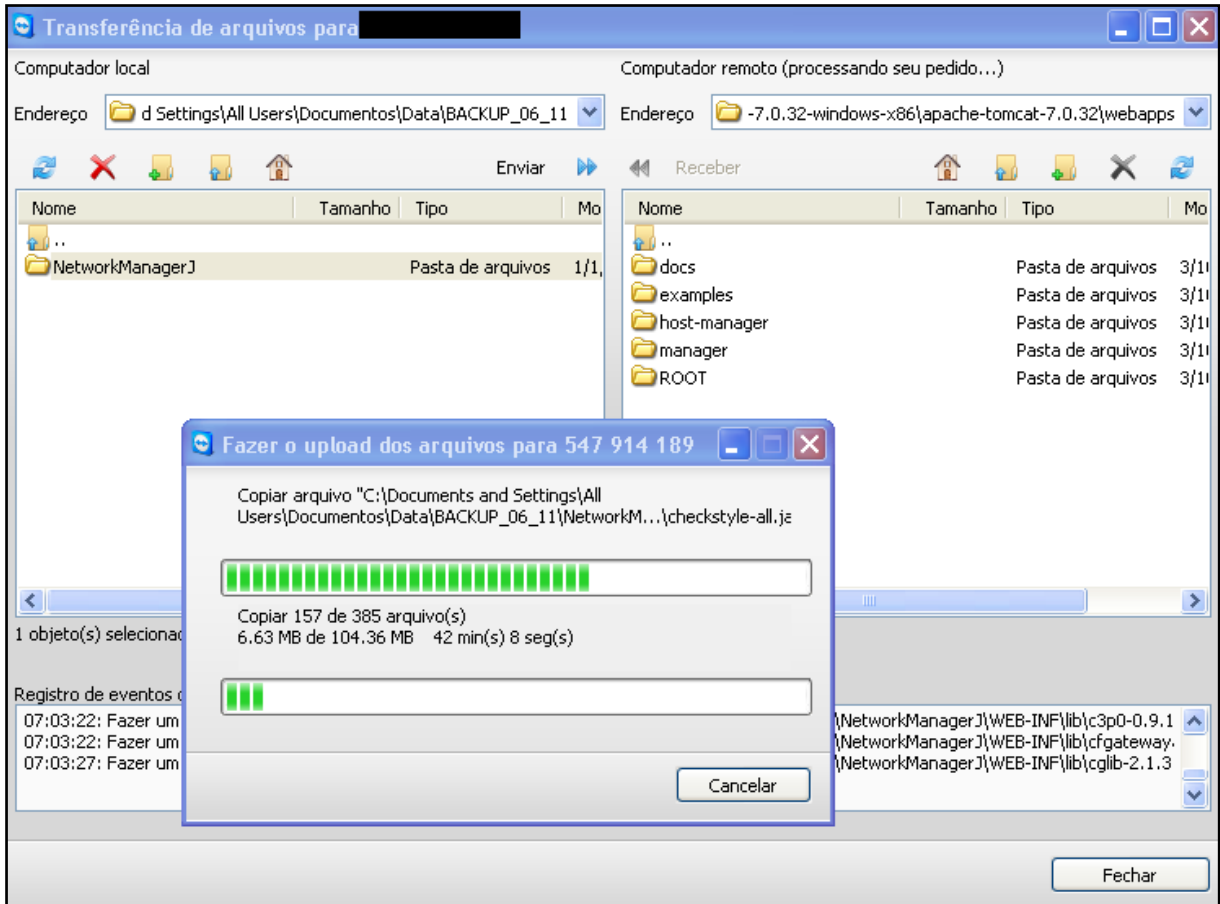 Transferência de arquivos para
Computador local
Computador remoto (processando seu pedido...)
Endereço
d Settings\All Users\Documentos\Data\BACKUP_06_11
Endereço
-7.0.32-windows-x86\apache-tomcat-7.0.32\webapps
Enviar
Receber
Nome Tamanho Tipo Mo
..
NetworkManagerJ Pasta de arquivos 1/1,
Nome Tamanho Tipo Mo
..
docs Pasta de arquivos 3/1
examples Pasta de arquivos 3/1
host-manager Pasta de arquivos 3/1
manager Pasta de arquivos 3/1
ROOT Pasta de arquivos 3/1
Fazer o upload dos arquivos para 547 914 189
Copiar arquivo "C:\Documents and Settings\All
Users\Documentos\Data\BACKUP_06_11\NetworkM...\checkstyle-all.ja
Copiar 157 de 385 arquivo(s)
6.63 MB de 104.36 MB 42 min(s) 8 seg(s)
Cancelar
1 objeto(s) selecionad
Registro de eventos
07:03:22: Fazer um \NetworkManagerJ\WEB-INF\lib\c3p0-0.9.1
07:03:22: Fazer um \NetworkManagerJ\WEB-INF\lib\cfgateway.
07:03:27: Fazer um \NetworkManagerJ\WEB-INF\lib\cglib-2.1.3
Fechar